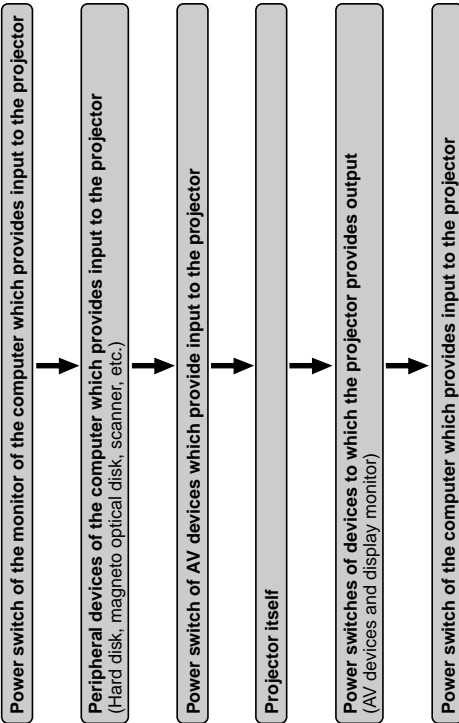 Power switch of the monitor of the computer which provides input to the projector
Peripheral devices of the computer which provides input to the projector
(Hard disk, magneto optical disk, scanner, etc.)
Power switch of AV devices which provide input to the projector
Projector itself
Power switches of devices to which the projector provides output
(AV devices and display monitor)
Power switch of the computer which provides input to the projector